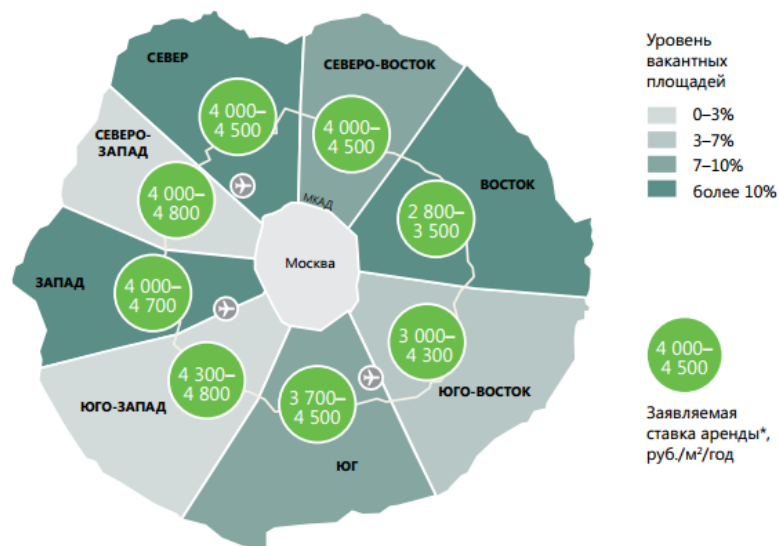 СЕВЕР
4 000–
4 500
СЕВЕРО-ВОСТОК
4 000–
4 500
СЕВЕРО-
ЗАПАД
4 000–
4 800
МКАД
ВОСТОК
2 800–
3 500
Москва
ЗАПАД
4 000–
4 700
3 000–
4 300
ЮГО-ВОСТОК
4 300–
4 800
ЮГО-ЗАПАД
3 700–
4 500
ЮГ
Уровень
вакантных
площадей
0–3%
3–7%
7–10%
более 10%
4 000–
4 500
Заявляемая
ставка аренды*,
руб./м²/год